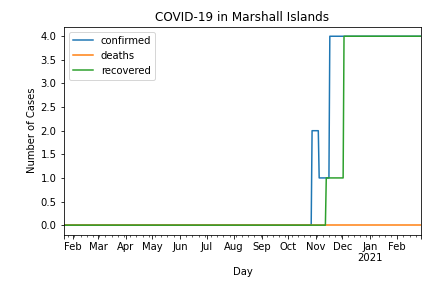 COVID-19 in Marshall Islands
confirmed
deaths
recovered
Number of Cases
4.0
3.5
3.0
2.5
2.0
1.5
1.0
0.5
0.0
Feb Mar Apr May Jun Jul Aug Sep Oct Nov Dec Jan Feb
2021
Day